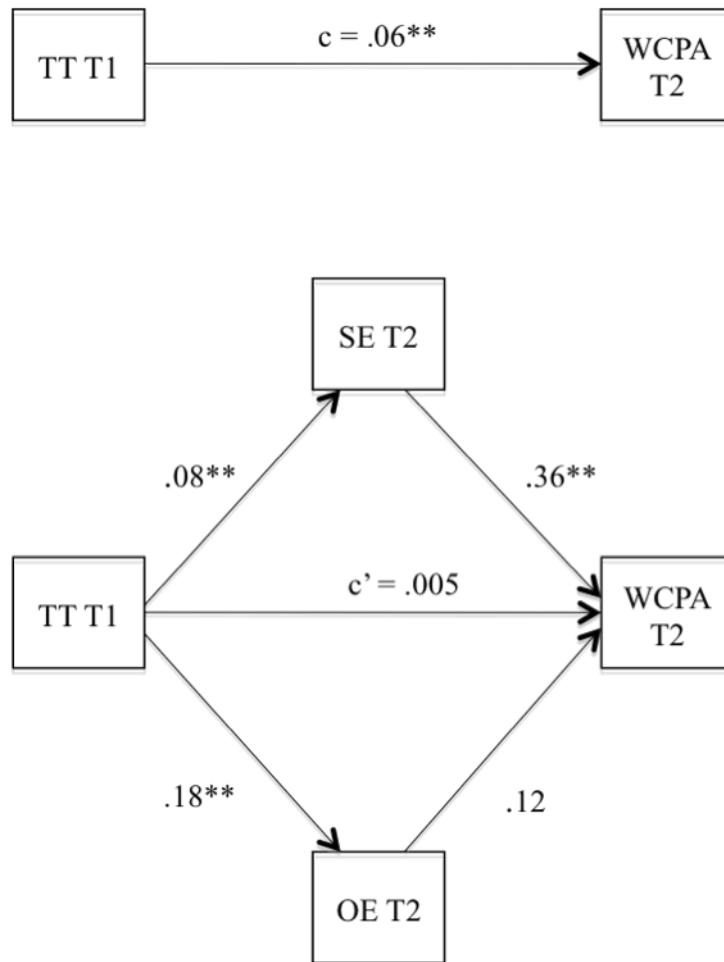 c = .06**
TT T1
WCPA
T2
SE T2
.08**
.36**
TT T1
c’ = .005
WCPA
T2
.18**
.12
OE T2